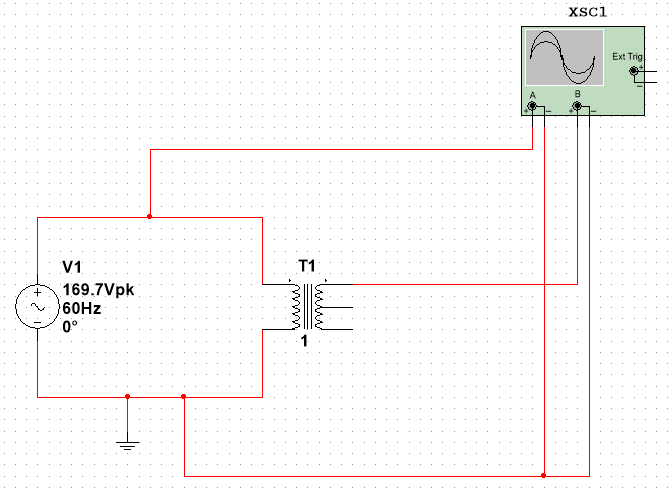 XSC1
Ext Trig
+
−
A
B
+ −
+ −
V1
169.7Vpk
60Hz
0°
+
−
T1
1